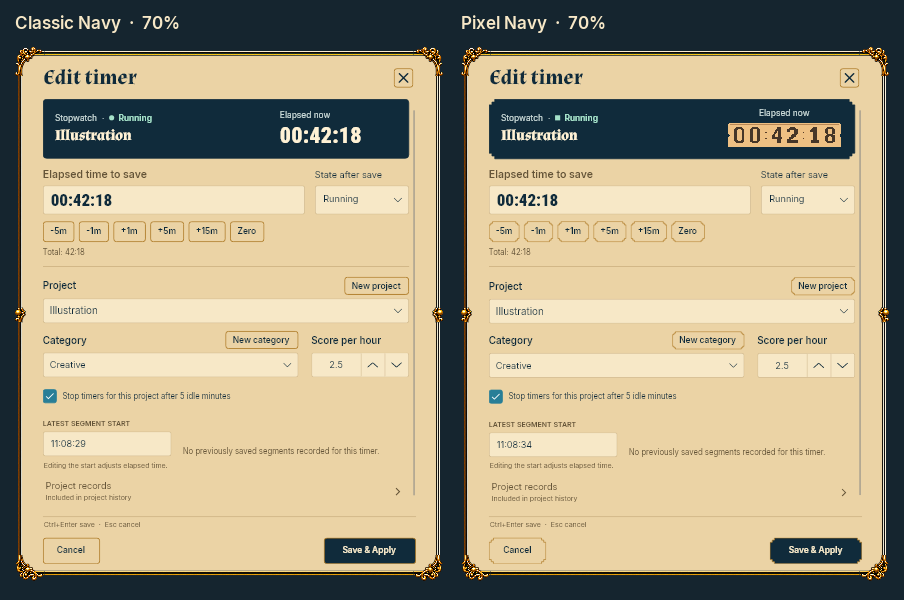 Classic Navy · 70%
Edit timer
Stopwatch · Running
Illustration
Elapsed now
00:42:18
Elapsed time to save
State after save
00:42:18
Running
-5m
-1m
+1m
+5m
+15m
Zero
Total: 42:18
Project
New project
Illustration
Category
New category
Score per hour
Creative
2.5
Stop timers for this project after 5 idle minutes
LATEST SEGMENT START
11:08:29
No previously saved segments recorded for this timer.
Editing the start adjusts elapsed time.
Project records
Included in project history
Ctrl+Enter save · Esc cancel
Cancel
Save & Apply
Pixel Navy · 70%
Edit timer
Stopwatch · Running
Illustration
Elapsed now
00:42:18
Elapsed time to save
State after save
00:42:18
Running
-5m
-1m
+1m
+5m
+15m
Zero
Total: 42:18
Project
New project
Illustration
Category
New category
Score per hour
Creative
2.5
Stop timers for this project after 5 idle minutes
LATEST SEGMENT START
11:08:34
No previously saved segments recorded for this timer.
Editing the start adjusts elapsed time.
Project records
Included in project history
Ctrl+Enter save · Esc cancel
Cancel
Save & Apply